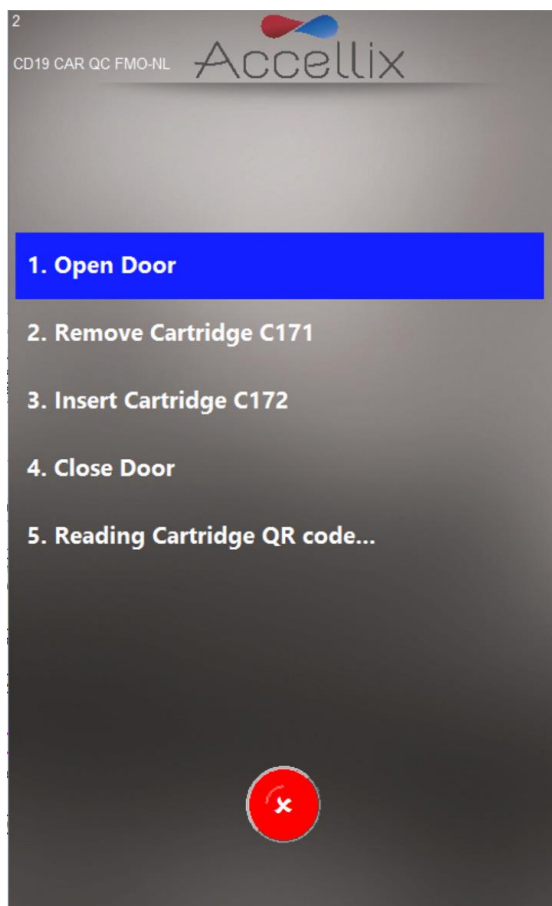 2
CD19 CAR QC FMO-NL
Accellix
1. Open Door
2. Remove Cartridge C171
3. Insert Cartridge C172
4. Close Door
5. Reading Cartridge QR code...